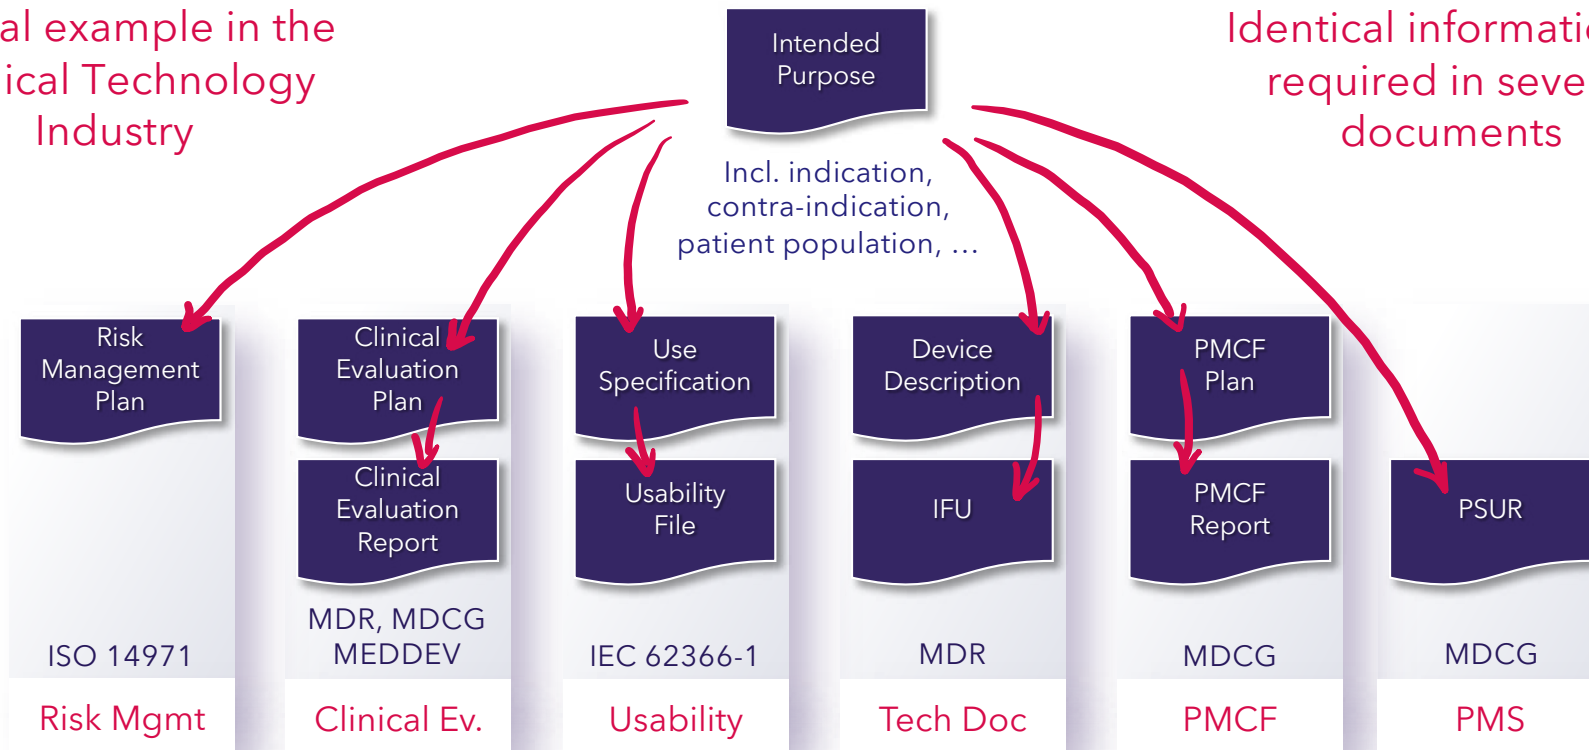 al example in the
ical Technology
Industry
Intended
Purpose
Identical informatio
required in seve
documents
Incl. indication,
contra-indication,
patient population, …
Risk
Management
Plan
Clinical
Evaluation
Plan
Use
Specification
Device
Description
PMCF
Plan
Clinical
Evaluation
Report
Usability
File
IFU
PMCF
Report
PSUR
ISO 14971
MDR, MDCG
MEDDEV
IEC 62366-1
MDR
MDCG
MDCG
Risk Mgmt
Clinical Ev.
Usability
Tech Doc
PMCF
PMS